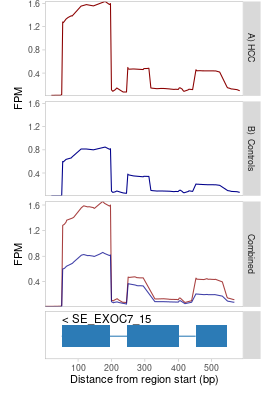 1.6
1.2
0.8
0.4
A) HCC
FPM
1.6
1.2
0.8
0.4
B) Controls
1.6
1.2
0.8
0.4
Combined
FPM
< SE_EXOC7_15
100 200 300 400 500
Distance from region start (bp)